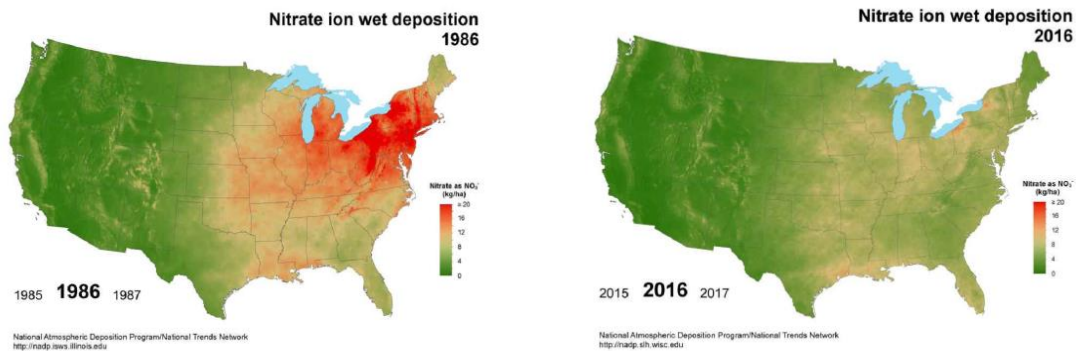 Nitrate ion wet deposition
1986
Nitrate as NO₃⁻
(kg/ha)
≥ 20
16
12
8
4
0
1985 1986 1987
National Atmospheric Deposition Program/National Trends Network
http://nadp.isws.illinois.edu
Nitrate ion wet deposition
2016
Nitrate as NO₃⁻
(kg/ha)
≥ 20
16
12
8
4
0
2015 2016 2017
National Atmospheric Deposition Program/National Trends Network
http://nadp.slh.wisc.edu